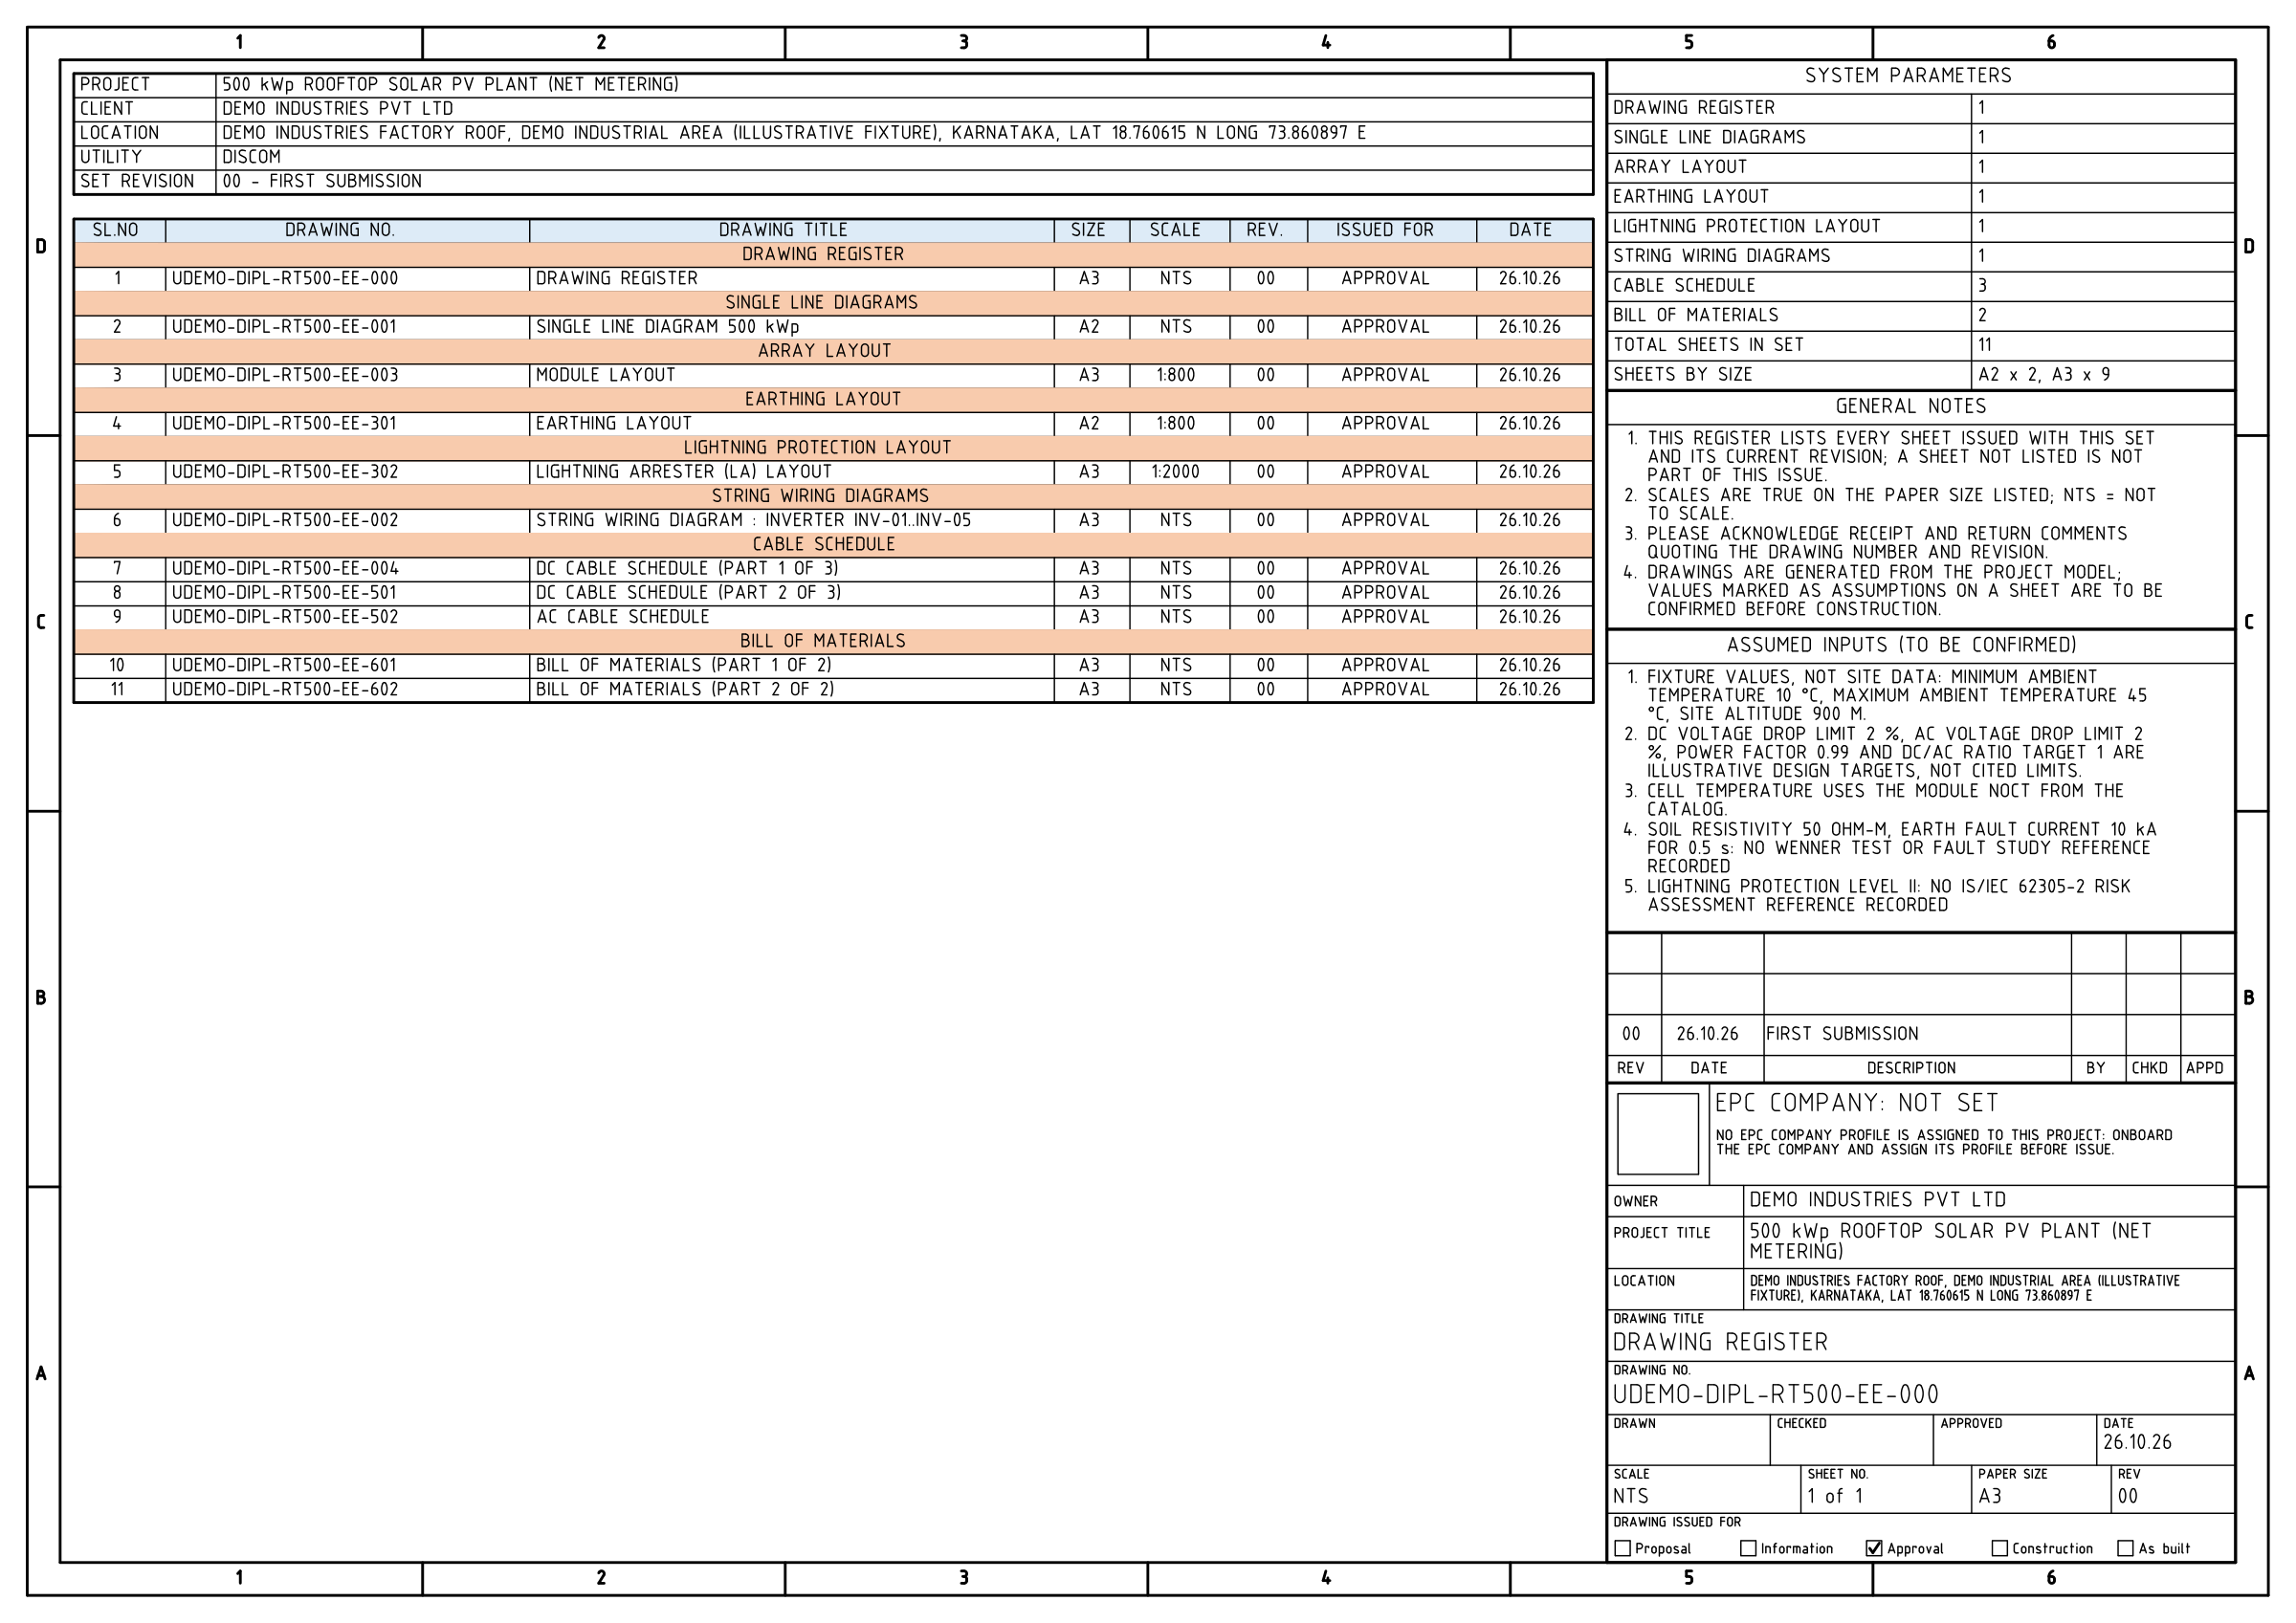 1 2 3 4 5 6
PROJECT 500 kWp ROOFTOP SOLAR PV PLANT (NET METERING)
CLIENT DEMO INDUSTRIES PVT LTD
LOCATION DEMO INDUSTRIES FACTORY ROOF, DEMO INDUSTRIAL AREA (ILLUSTRATIVE FIXTURE), KARNATAKA, LAT 18.760615 N LONG 73.860897 E
UTILITY DISCOM
SET REVISION 00 - FIRST SUBMISSION
SL.NO DRAWING NO. DRAWING TITLE SIZE SCALE REV. ISSUED FOR DATE
DRAWING REGISTER
1 UDEMO-DIPL-RT500-EE-000 DRAWING REGISTER A3 NTS 00 APPROVAL 26.10.26
SINGLE LINE DIAGRAMS
2 UDEMO-DIPL-RT500-EE-001 SINGLE LINE DIAGRAM 500 kWp A2 NTS 00 APPROVAL 26.10.26
ARRAY LAYOUT
3 UDEMO-DIPL-RT500-EE-003 MODULE LAYOUT A3 1:800 00 APPROVAL 26.10.26
EARTHING LAYOUT
4 UDEMO-DIPL-RT500-EE-301 EARTHING LAYOUT A2 1:800 00 APPROVAL 26.10.26
LIGHTNING PROTECTION LAYOUT
5 UDEMO-DIPL-RT500-EE-302 LIGHTNING ARRESTER (LA) LAYOUT A3 1:2000 00 APPROVAL 26.10.26
STRING WIRING DIAGRAMS
6 UDEMO-DIPL-RT500-EE-002 STRING WIRING DIAGRAM : INVERTER INV-01..INV-05 A3 NTS 00 APPROVAL 26.10.26
CABLE SCHEDULE
7 UDEMO-DIPL-RT500-EE-004 DC CABLE SCHEDULE (PART 1 OF 3) A3 NTS 00 APPROVAL 26.10.26
8 UDEMO-DIPL-RT500-EE-501 DC CABLE SCHEDULE (PART 2 OF 3) A3 NTS 00 APPROVAL 26.10.26
9 UDEMO-DIPL-RT500-EE-502 AC CABLE SCHEDULE A3 NTS 00 APPROVAL 26.10.26
BILL OF MATERIALS
10 UDEMO-DIPL-RT500-EE-601 BILL OF MATERIALS (PART 1 OF 2) A3 NTS 00 APPROVAL 26.10.26
11 UDEMO-DIPL-RT500-EE-602 BILL OF MATERIALS (PART 2 OF 2) A3 NTS 00 APPROVAL 26.10.26
D
C
B
A
SYSTEM PARAMETERS
DRAWING REGISTER 1
SINGLE LINE DIAGRAMS 1
ARRAY LAYOUT 1
EARTHING LAYOUT 1
LIGHTNING PROTECTION LAYOUT 1
STRING WIRING DIAGRAMS 1
CABLE SCHEDULE 3
BILL OF MATERIALS 2
TOTAL SHEETS IN SET 11
SHEETS BY SIZE A2 x 2, A3 x 9
GENERAL NOTES
1. THIS REGISTER LISTS EVERY SHEET ISSUED WITH THIS SET
AND ITS CURRENT REVISION; A SHEET NOT LISTED IS NOT
PART OF THIS ISSUE.
2. SCALES ARE TRUE ON THE PAPER SIZE LISTED; NTS = NOT
TO SCALE.
3. PLEASE ACKNOWLEDGE RECEIPT AND RETURN COMMENTS
QUOTING THE DRAWING NUMBER AND REVISION.
4. DRAWINGS ARE GENERATED FROM THE PROJECT MODEL;
VALUES MARKED AS ASSUMPTIONS ON A SHEET ARE TO BE
CONFIRMED BEFORE CONSTRUCTION.
ASSUMED INPUTS (TO BE CONFIRMED)
1. FIXTURE VALUES, NOT SITE DATA: MINIMUM AMBIENT
TEMPERATURE 10 °C, MAXIMUM AMBIENT TEMPERATURE 45
°C, SITE ALTITUDE 900 M.
2. DC VOLTAGE DROP LIMIT 2 %, AC VOLTAGE DROP LIMIT 2
%, POWER FACTOR 0.99 AND DC/AC RATIO TARGET 1 ARE
ILLUSTRATIVE DESIGN TARGETS, NOT CITED LIMITS.
3. CELL TEMPERATURE USES THE MODULE NOCT FROM THE
CATALOG.
4. SOIL RESISTIVITY 50 OHM-M, EARTH FAULT CURRENT 10 kA
FOR 0.5 s: NO WENNER TEST OR FAULT STUDY REFERENCE
RECORDED
5. LIGHTNING PROTECTION LEVEL II: NO IS/IEC 62305-2 RISK
ASSESSMENT REFERENCE RECORDED
00 26.10.26 FIRST SUBMISSION
REV DATE DESCRIPTION BY CHKD APPD
EPC COMPANY: NOT SET
NO EPC COMPANY PROFILE IS ASSIGNED TO THIS PROJECT: ONBOARD
THE EPC COMPANY AND ASSIGN ITS PROFILE BEFORE ISSUE.
OWNER DEMO INDUSTRIES PVT LTD
PROJECT TITLE 500 kWp ROOFTOP SOLAR PV PLANT (NET
METERING)
LOCATION DEMO INDUSTRIES FACTORY ROOF, DEMO INDUSTRIAL AREA (ILLUSTRATIVE
FIXTURE), KARNATAKA, LAT 18.760615 N LONG 73.860897 E
DRAWING TITLE
DRAWING REGISTER
DRAWING NO.
UDEMO-DIPL-RT500-EE-000
DRAWN CHECKED APPROVED DATE
26.10.26
SCALE SHEET NO. PAPER SIZE REV
NTS 1 of 1 A3 00
DRAWING ISSUED FOR
Proposal Information Approval Construction As built
D
C
B
A
1 2 3 4 5 6